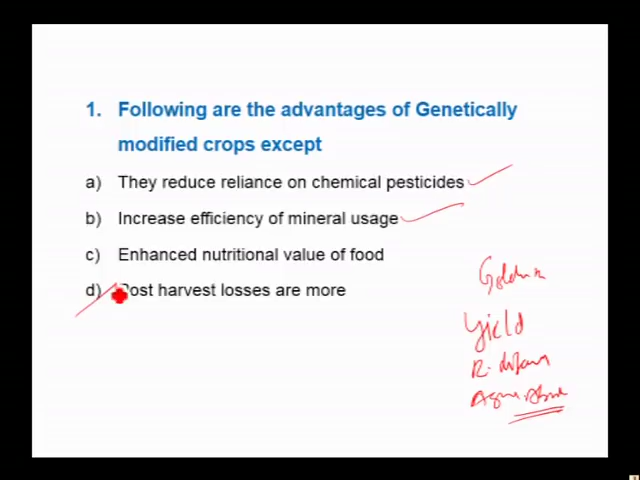 1. Following are the advantages of Genetically
modified crops except
a) They reduce reliance on chemical pesticides
b) Increase efficiency of mineral usage
c) Enhanced nutritional value of food
d) Post harvest losses are more
Yield